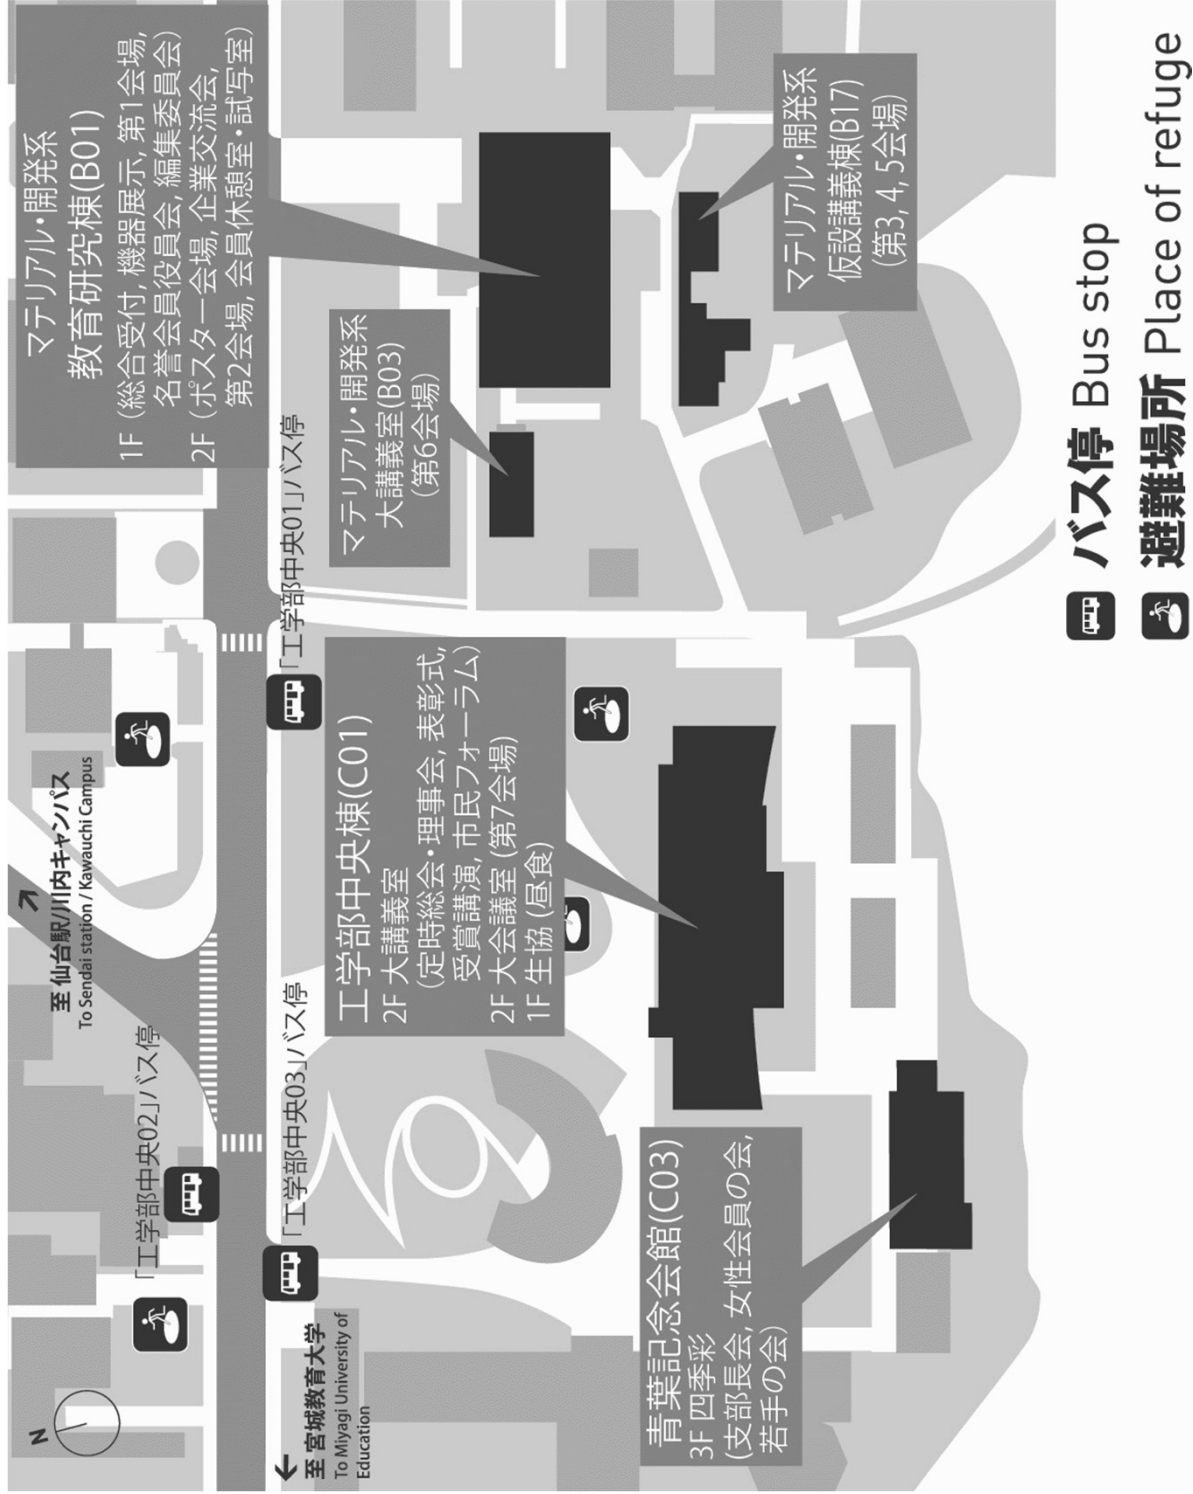 マテリアル・開発系
教育研究棟(B01)
1F (総合受付, 機器展示, 第1会場,
名誉会員役員会, 編集委員会)
2F (ポスター会場, 企業交流会,
第2会場, 会員休憩室・試写室)
マテリアル・開発系
仮設講義棟(B17)
(第3, 4, 5会場)
マテリアル・開発系
大講義室(B03)
(第6会場)
「工学部中央01」バス停
至 仙台駅/川内キャンパス
To Sendai station / Kawauchi Campus
「工学部中央02」バス停
「工学部中央03」バス停
工学部中央棟(C01)
2F 大講義室
(定時総会・理事会, 表彰式,
受賞講演, 市民フォーラム)
2F 大会議室 (第7会場)
1F 生協 (昼食)
N
至 宮城教育大学
To Miyagi University of
Education
青葉記念会館(C03)
3F 四季彩
(支部長会, 女性会員の会,
若手の会)
バス停 Bus stop
避難場所 Place of refuge